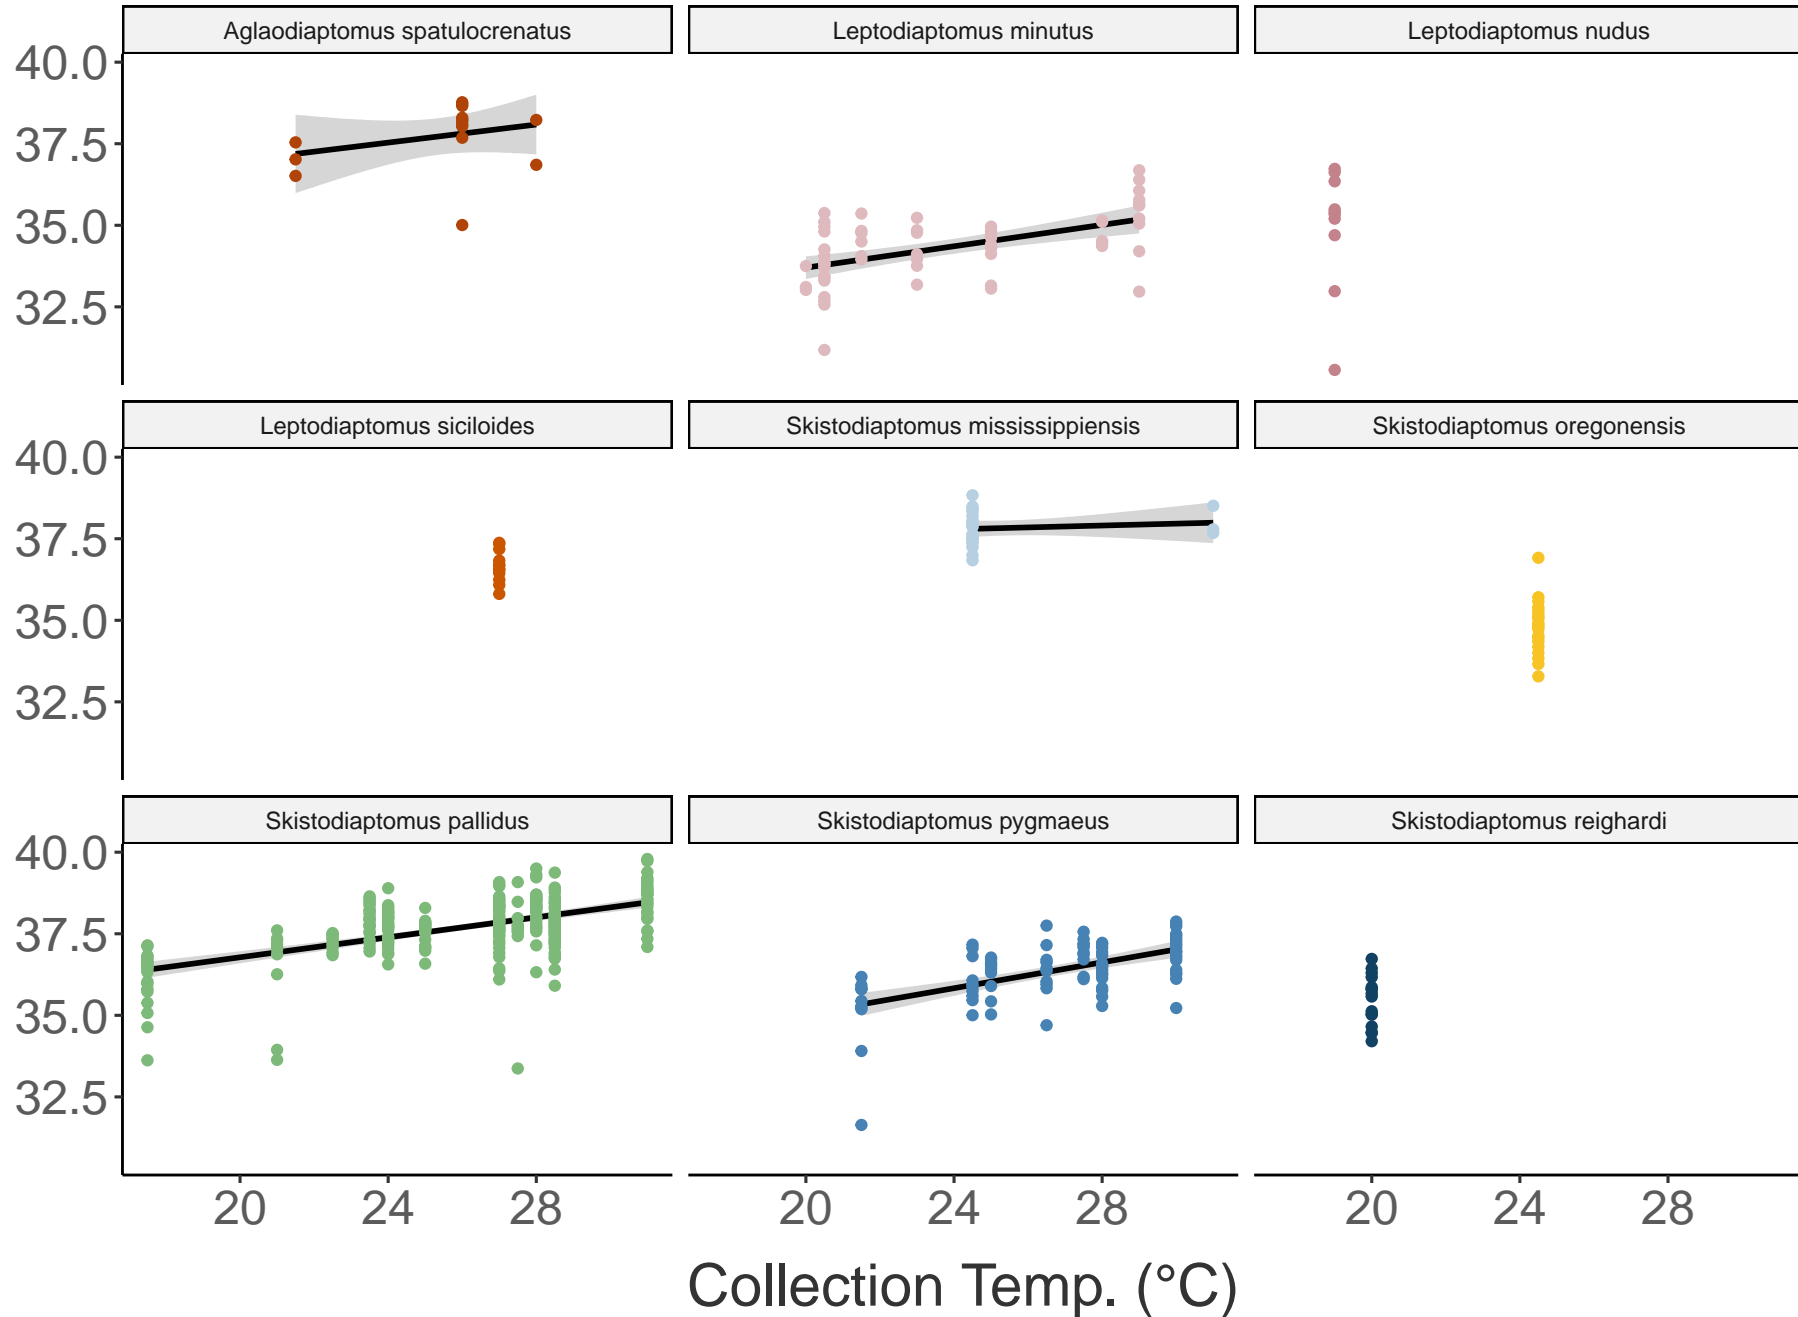 Aglaodiaptomus spatulocrenatus Leptodiaptomus minutus Leptodiaptomus nudus
40.0
37.5
35.0
32.5
Leptodiaptomus siciloides Skistodiaptomus mississippiensis Skistodiaptomus oregonensis
40.0
37.5
35.0
32.5
Skistodiaptomus pallidus Skistodiaptomus pygmaeus Skistodiaptomus reighardi
40.0
37.5
35.0
32.5
20 24 28 20 24 28 20 24 28
Collection Temp. (°C)